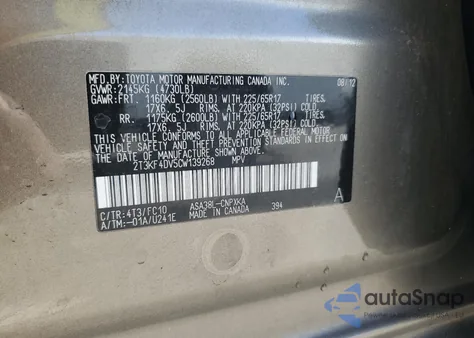 MFD.BY:TOYOTA MOTOR MANUFACTURING CANADA INC. 08/12
GVWR: 2145KG (4730LB)
GAWR: FRT. 1160KG (2560LB) WITH 225/65R17 TIRES,
17X6.5J RIMS, AT 220KPA (32PSI) COLD.
RR. 1175KG (2600LB) WITH 225/65R17 TIRES,
17X6.5J RIMS, AT 220KPA (32PSI) COLD.
THIS VEHICLE CONFORMS TO ALL APPLICABLE FEDERAL MOTOR
VEHICLE SAFETY STANDARDS IN EFFECT ON THE DATE OF
MANUFACTURE SHOWN ABOVE.
2T3KF4DV5CW139268 MPV
A
C/TR:4T3/FC10 ASA38L-CNPXKA
A/TM:-01A/U241E MADE IN CANADA 394
autoSnap